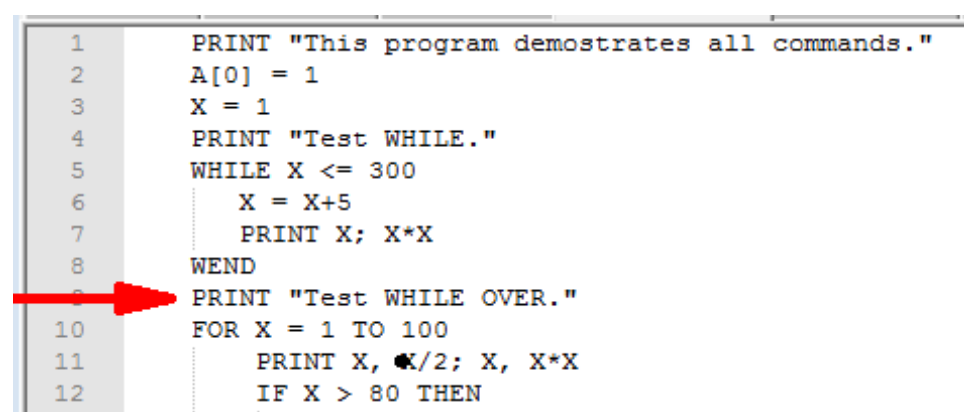 1 PRINT "This program demostrates all commands."
2 A[0] = 1
3 X = 1
4 PRINT "Test WHILE."
5 WHILE X <= 300
6 X = X+5
7 PRINT X; X*X
8 WEND
9 PRINT "Test WHILE OVER."
10 FOR X = 1 TO 100
11 PRINT X, X/2; X, X*X
12 IF X > 80 THEN